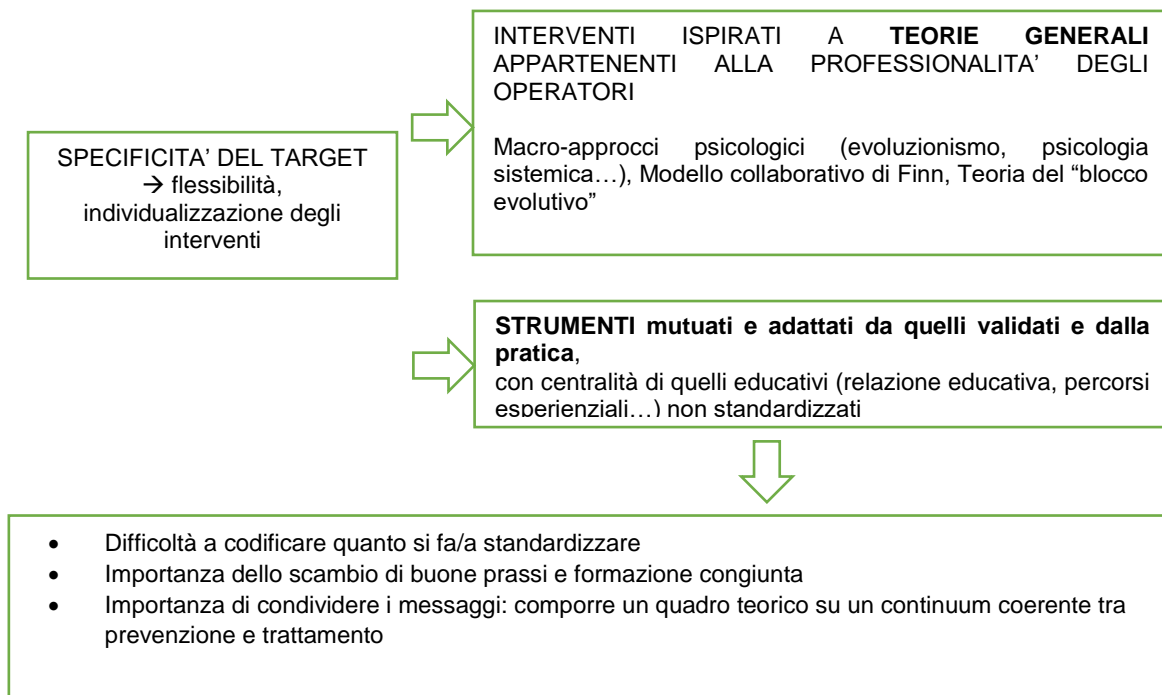 INTERVENTI ISPIRATI A TEORIE GENERALI
APPARTENENTI ALLA PROFESSIONALITA’ DEGLI
OPERATORI
Macro-approcci psicologici (evoluzionismo, psicologia
sistemica…), Modello collaborativo di Finn, Teoria del “blocco
evolutivo”
SPECIFICITA’ DEL TARGET
→ flessibilità,
individualizzazione degli
interventi
STRUMENTI mutuati e adattati da quelli validati e dalla
pratica,
con centralità di quelli educativi (relazione educativa, percorsi
esperienziali…) non standardizzati
• Difficoltà a codificare quanto si fa/a standardizzare
• Importanza dello scambio di buone prassi e formazione congiunta
• Importanza di condividere i messaggi: comporre un quadro teorico su un continuum coerente tra
prevenzione e trattamento